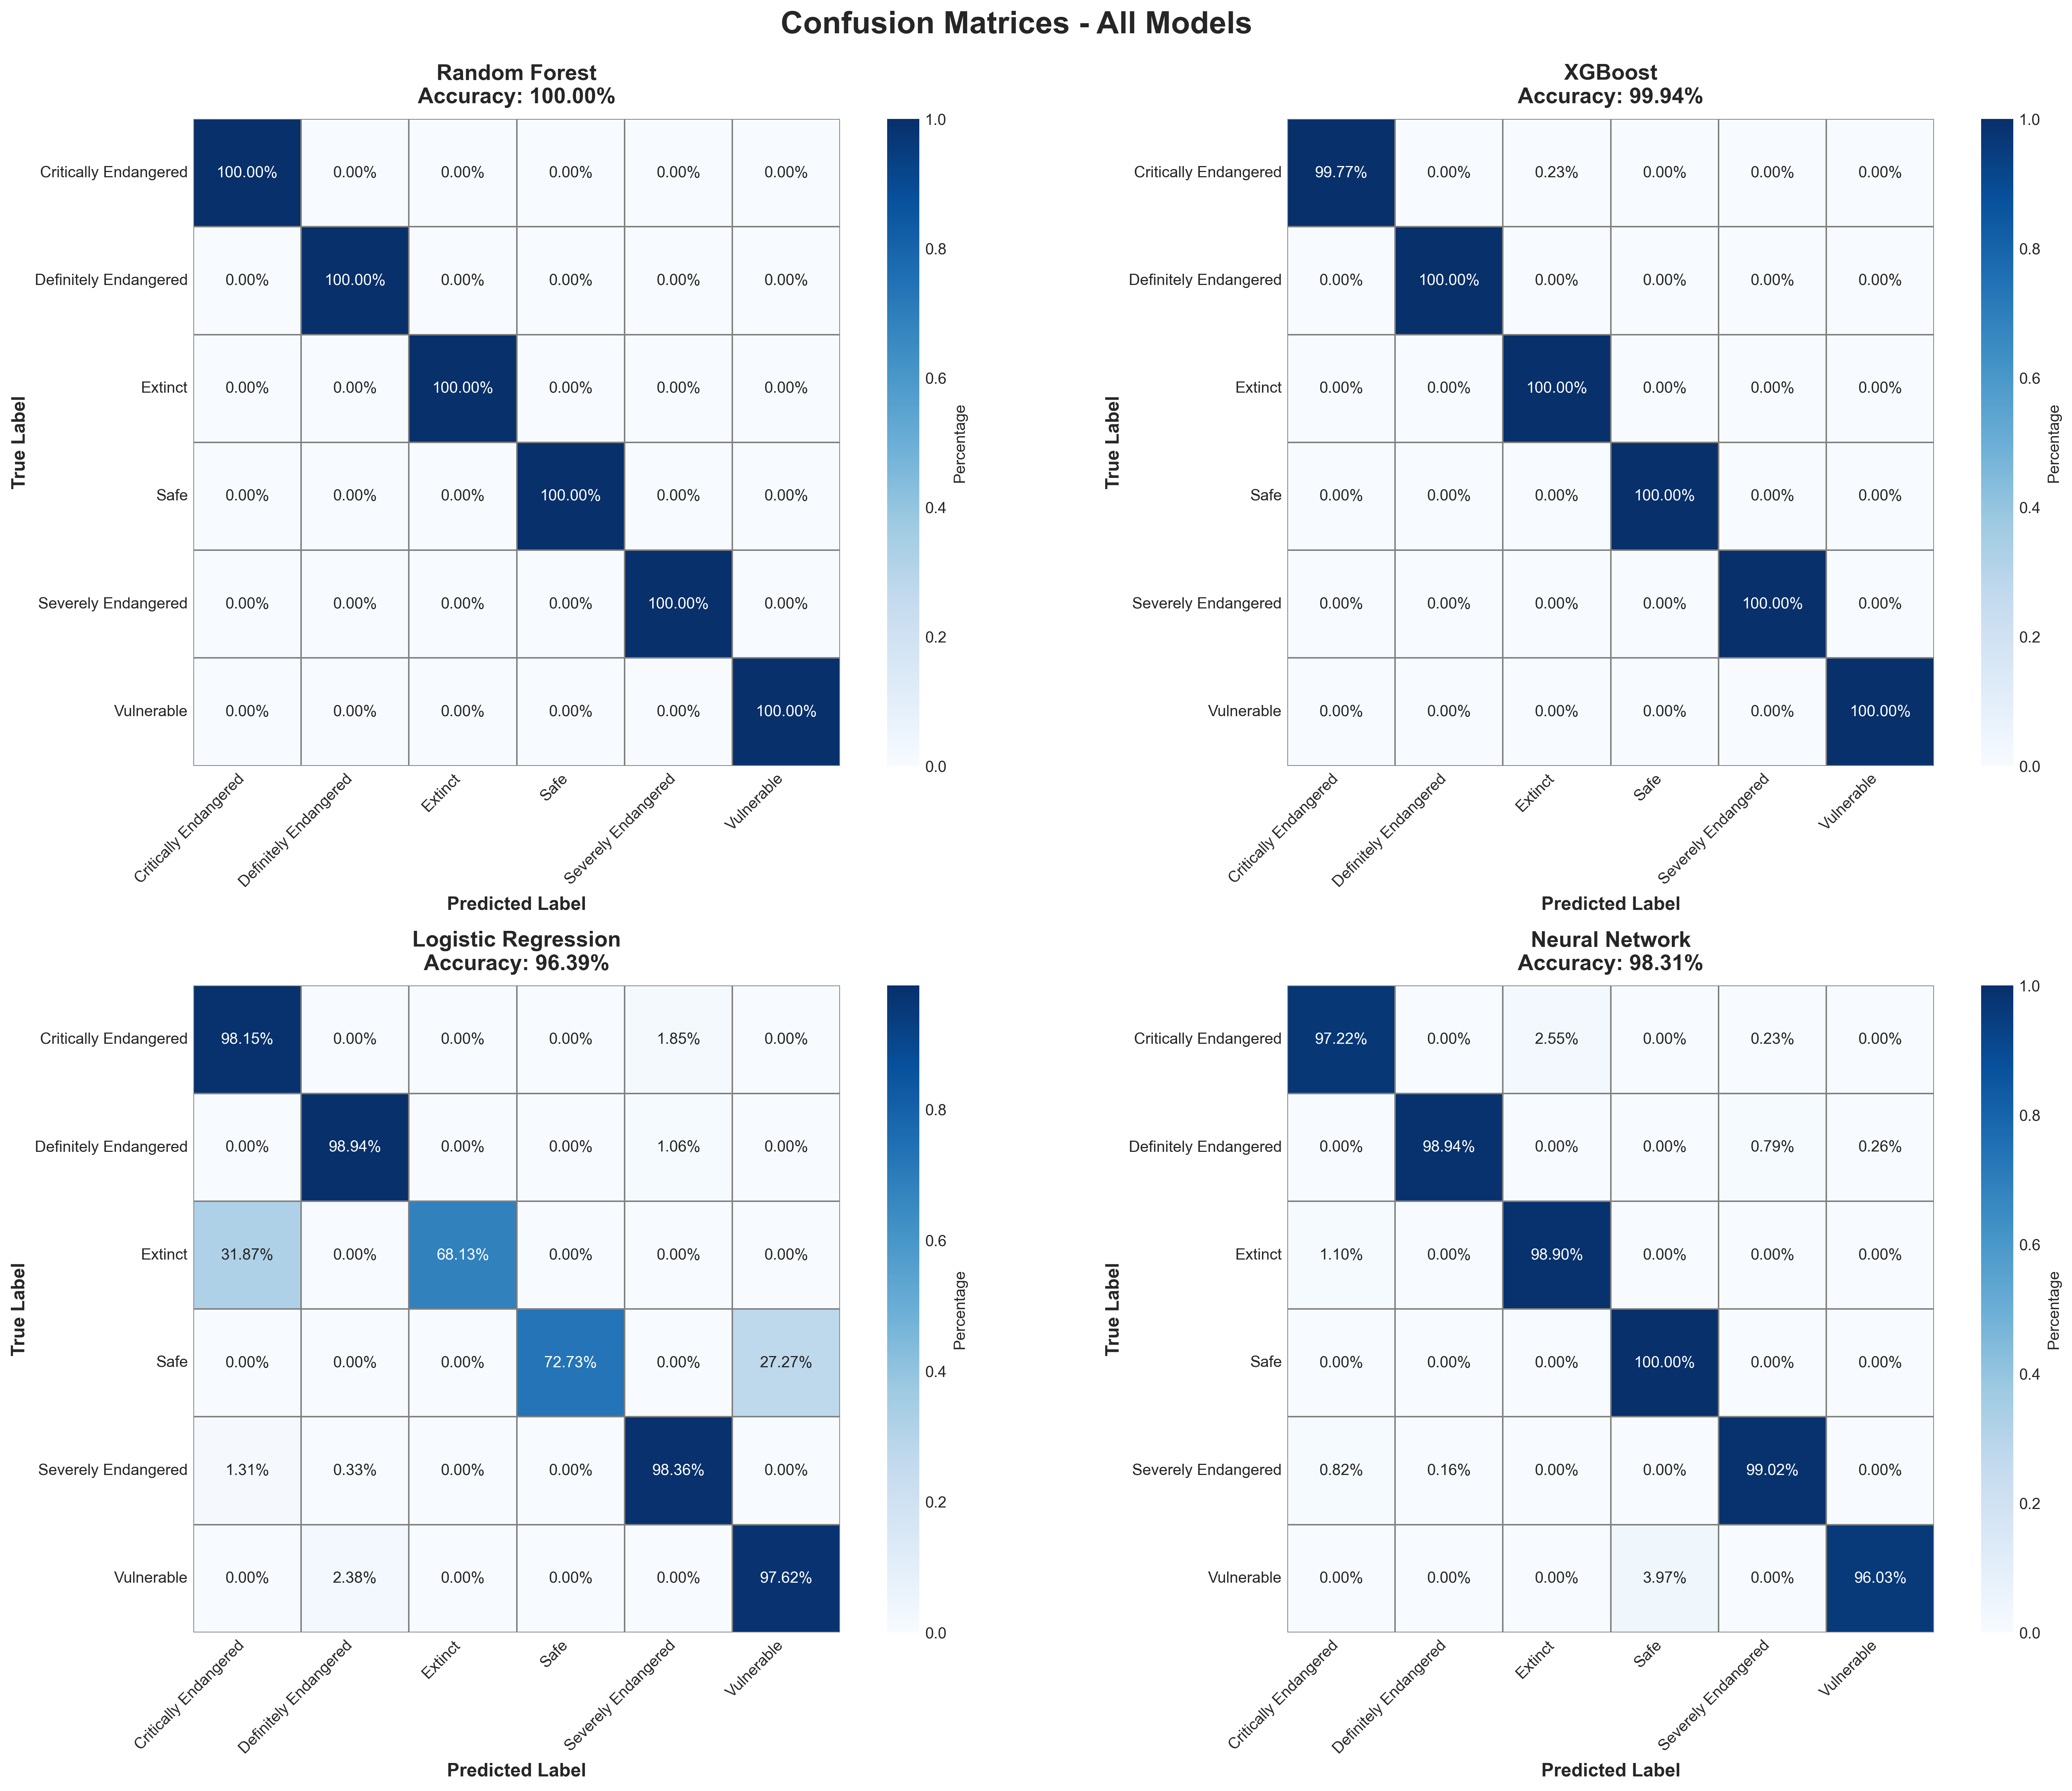 Confusion Matrices - All Models
Random Forest
Accuracy: 100.00%
True Label
Critically Endangered 100.00% 0.00% 0.00% 0.00% 0.00% 0.00%
Definitely Endangered 0.00% 100.00% 0.00% 0.00% 0.00% 0.00%
Extinct 0.00% 0.00% 100.00% 0.00% 0.00% 0.00%
Safe 0.00% 0.00% 0.00% 100.00% 0.00% 0.00%
Severely Endangered 0.00% 0.00% 0.00% 0.00% 100.00% 0.00%
Vulnerable 0.00% 0.00% 0.00% 0.00% 0.00% 100.00%
Critically Endangered
Definitely Endangered
Extinct
Safe
Severely Endangered
Vulnerable
Predicted Label
1.0
0.8
0.6
0.4
0.2
0.0
Percentage
XGBoost
Accuracy: 99.94%
True Label
Critically Endangered 99.77% 0.00% 0.23% 0.00% 0.00% 0.00%
Definitely Endangered 0.00% 100.00% 0.00% 0.00% 0.00% 0.00%
Extinct 0.00% 0.00% 100.00% 0.00% 0.00% 0.00%
Safe 0.00% 0.00% 0.00% 100.00% 0.00% 0.00%
Severely Endangered 0.00% 0.00% 0.00% 0.00% 100.00% 0.00%
Vulnerable 0.00% 0.00% 0.00% 0.00% 0.00% 100.00%
Critically Endangered
Definitely Endangered
Extinct
Safe
Severely Endangered
Vulnerable
Predicted Label
1.0
0.8
0.6
0.4
0.2
0.0
Percentage
Logistic Regression
Accuracy: 96.39%
True Label
Critically Endangered 98.15% 0.00% 0.00% 0.00% 1.85% 0.00%
Definitely Endangered 0.00% 98.94% 0.00% 0.00% 1.06% 0.00%
Extinct 31.87% 0.00% 68.13% 0.00% 0.00% 0.00%
Safe 0.00% 0.00% 0.00% 72.73% 0.00% 27.27%
Severely Endangered 1.31% 0.33% 0.00% 0.00% 98.36% 0.00%
Vulnerable 0.00% 2.38% 0.00% 0.00% 0.00% 97.62%
Critically Endangered
Definitely Endangered
Extinct
Safe
Severely Endangered
Vulnerable
Predicted Label
0.8
0.6
0.4
0.2
0.0
Percentage
Neural Network
Accuracy: 98.31%
True Label
Critically Endangered 97.22% 0.00% 2.55% 0.00% 0.23% 0.00%
Definitely Endangered 0.00% 98.94% 0.00% 0.00% 0.79% 0.26%
Extinct 1.10% 0.00% 98.90% 0.00% 0.00% 0.00%
Safe 0.00% 0.00% 0.00% 100.00% 0.00% 0.00%
Severely Endangered 0.82% 0.16% 0.00% 0.00% 99.02% 0.00%
Vulnerable 0.00% 0.00% 0.00% 3.97% 0.00% 96.03%
Critically Endangered
Definitely Endangered
Extinct
Safe
Severely Endangered
Vulnerable
Predicted Label
1.0
0.8
0.6
0.4
0.2
0.0
Percentage